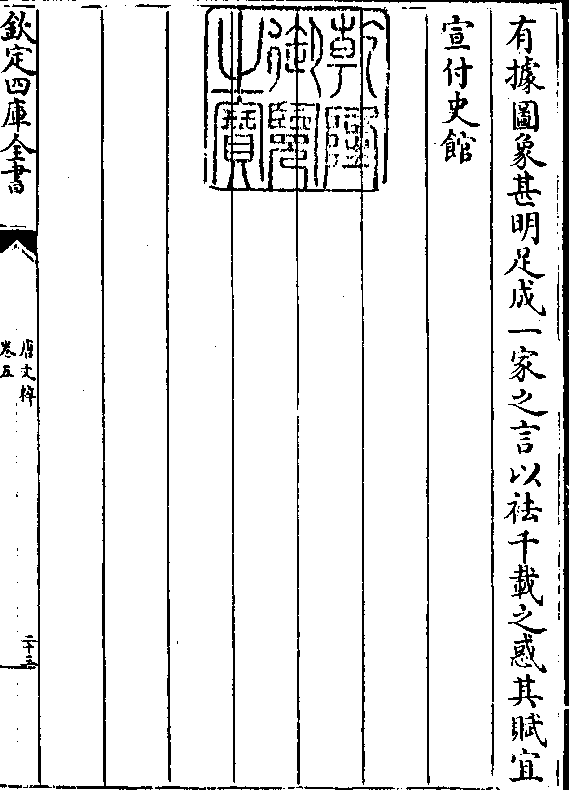 有據圖象甚明足成一家之言以袪千載之惑其賦宜
宣付史館
乾隆御覽之寶
欽定四庫全書
唐文粹
卷五
二十三